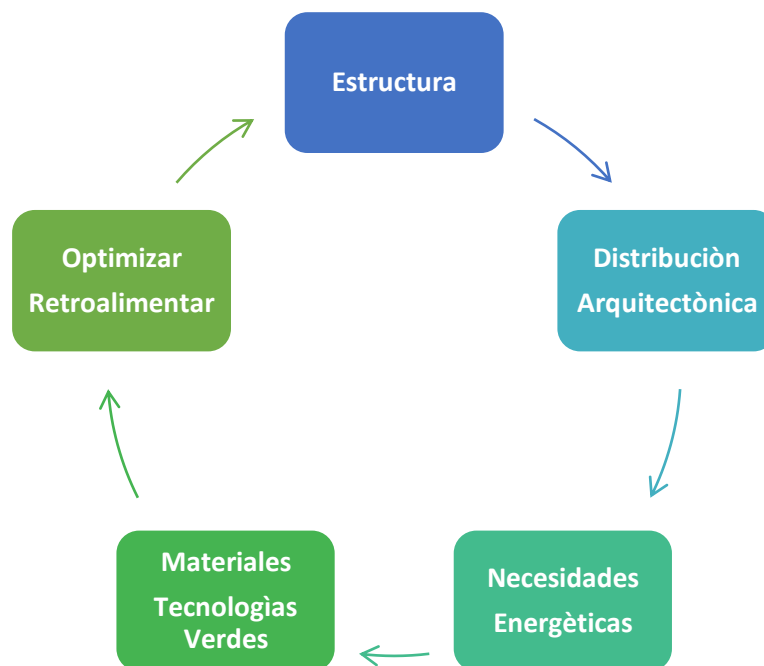 Estructura
Distribuciòn
Arquitectònica
Necesidades
Energèticas
Materiales
Tecnologìas
Verdes
Optimizar
Retroalimentar